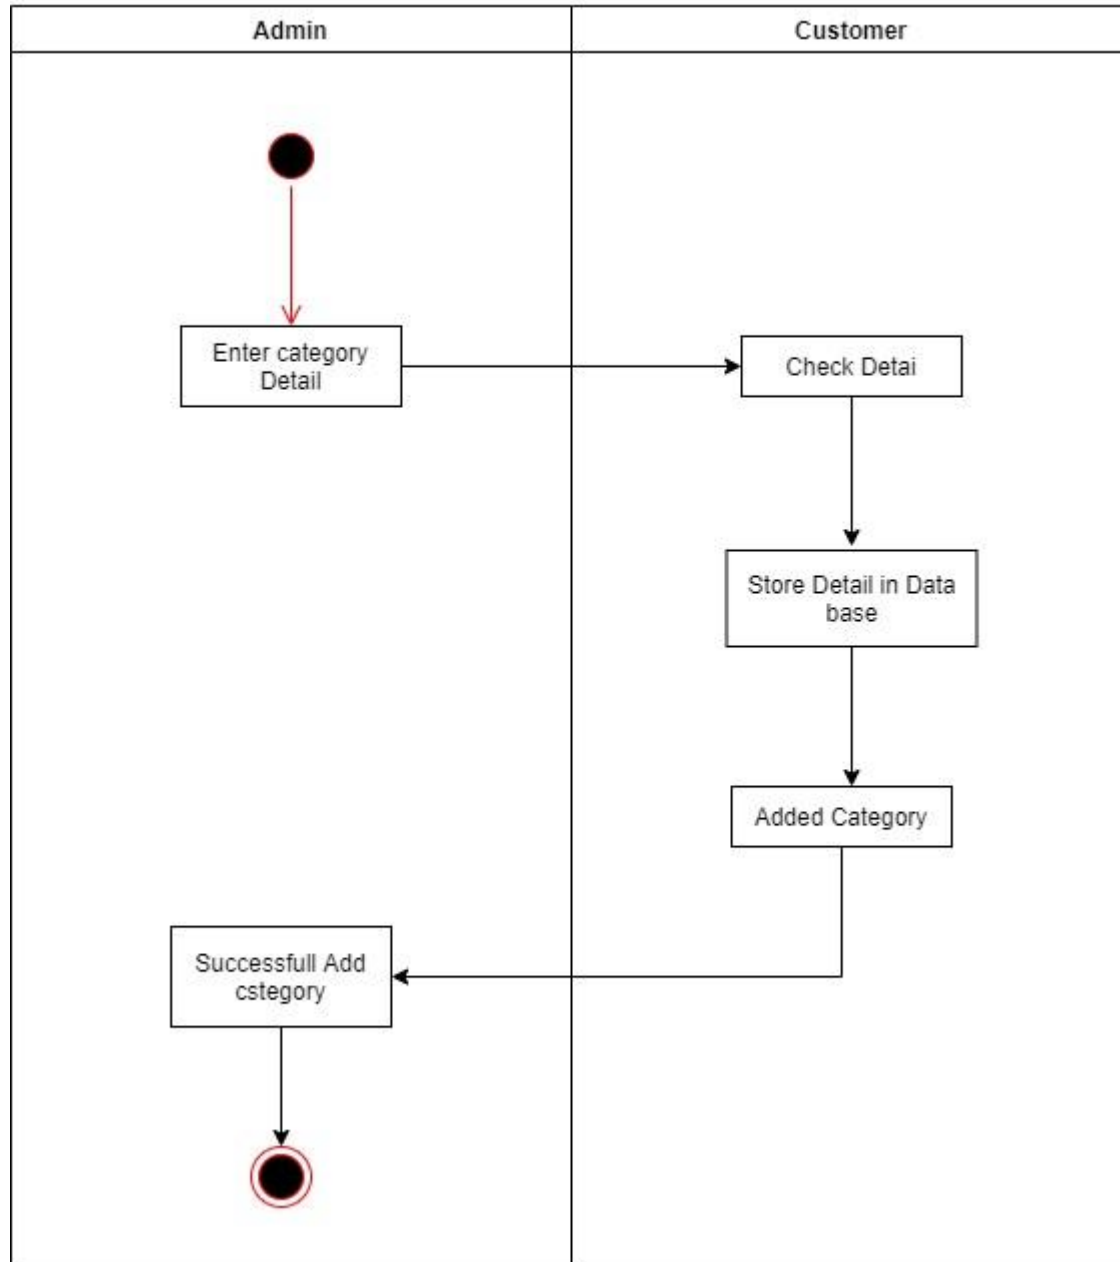 Admin
Customer
Enter category
Detail
Check Detai
Store Detail in Data
base
Added Category
Successfull Add
cstegory